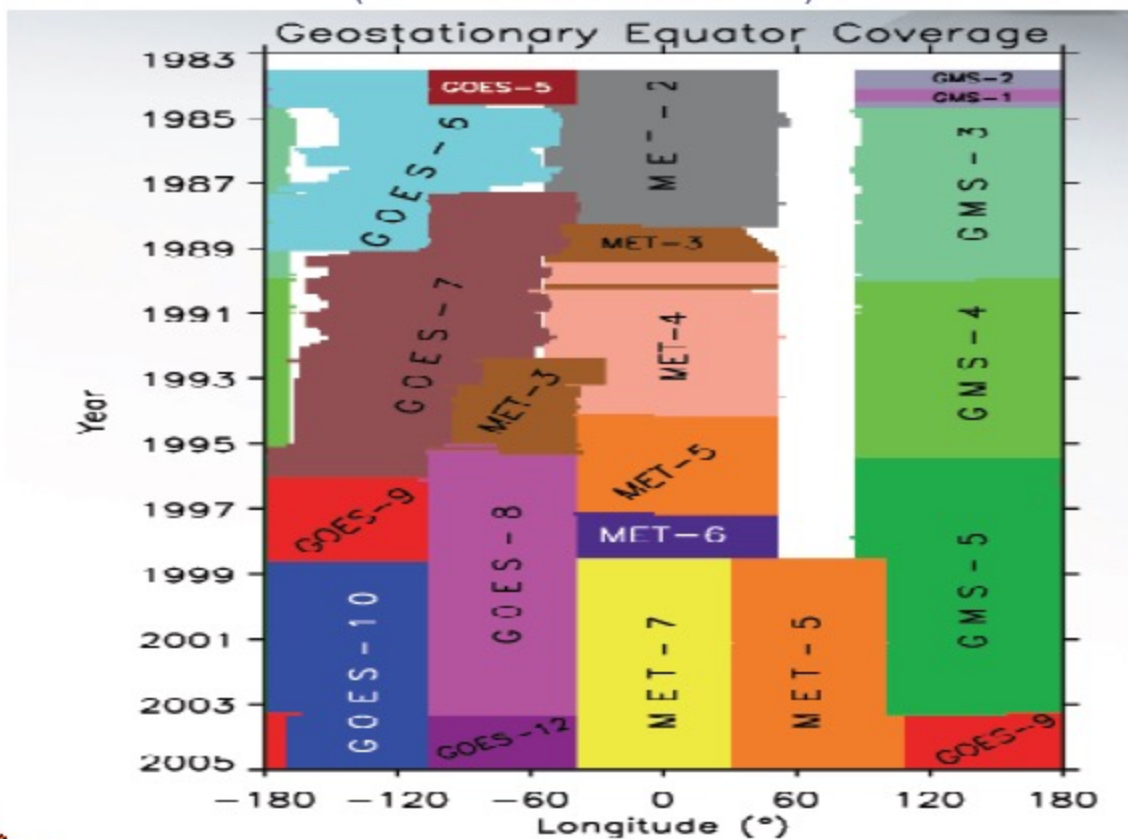 Geostationary Equator Coverage
1983
1985
1987
1989
1991
1993
1995
1997
1999
2001
2003
2005
Year
GOES-5
GOES-6
GOES-7
MET-3
GOES-9
GOES-8
GOES-10
GOES-12
MET-2
MET-3
MET-4
MET-5
MET-6
MET-7
MET-5
GMS-2
GMS-1
GMS-3
GMS-4
GMS-5
GOES-9
-180 -120 -60 0 60 120 180
Longitude (°)